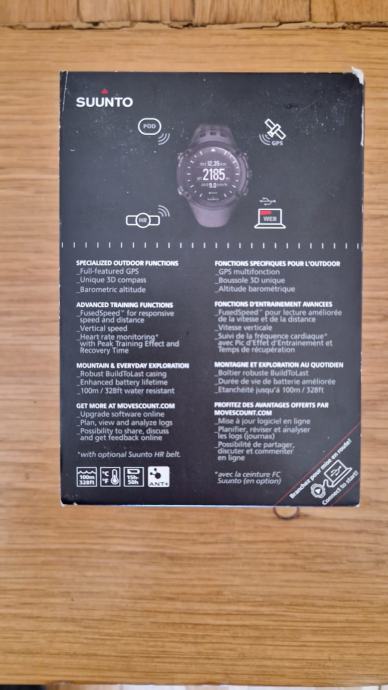 SUUNTO
POD
GPS
2185
HR
WEB
SPECIALIZED OUTDOOR FUNCTIONS
_Full-featured GPS
_Unique 3D compass
_Barometric altitude
ADVANCED TRAINING FUNCTIONS
_FusedSpeed™ for responsive
speed and distance
_Vertical speed
_Heart rate monitoring*
with Peak Training Effect and
Recovery Time
MOUNTAIN & EVERYDAY EXPLORATION
_Robust BuildToLast casing
_Enhanced battery lifetime
_100m / 328ft water resistant
GET MORE AT MOVESCOUNT.COM
_Upgrade software online
_Plan, view and analyze logs
_Possibility to share, discuss
and get feedback online
*with optional Suunto HR belt.
100m
328ft
°C
°F
15h-
50h
ANT+
FONCTIONS SPECIFIQUES POUR L'OUTDOOR
_GPS multifonction
_Boussole 3D unique
_Altitude barométrique
FONCTIONS D'ENTRAINEMENT AVANCEES
_FusedSpeed™ pour lecture améliorée
de la vitesse et de la distance
_Vitesse verticale
_Suivi de la fréquence cardiaque*
avec Pic d'Effet d'Entrainement et
Temps de récupération
MONTAGNE ET EXPLORATION AU QUOTIDIEN
_Boîtier robuste BuildToLast
_Durée de vie de batterie améliorée
_Etanchéité jusqu'à 100m / 328ft
PROFITEZ DES AVANTAGES OFFERTS PAR
MOVESCOUNT.COM
_Mise à jour logiciel en ligne
_Planifier, réviser et analyser
les logs (journaux)
_Possibilité de partager,
discuter et commenter
en ligne
*avec la ceinture FC
Suunto (en option)
Branchez pour mise en route!
Connect to start!